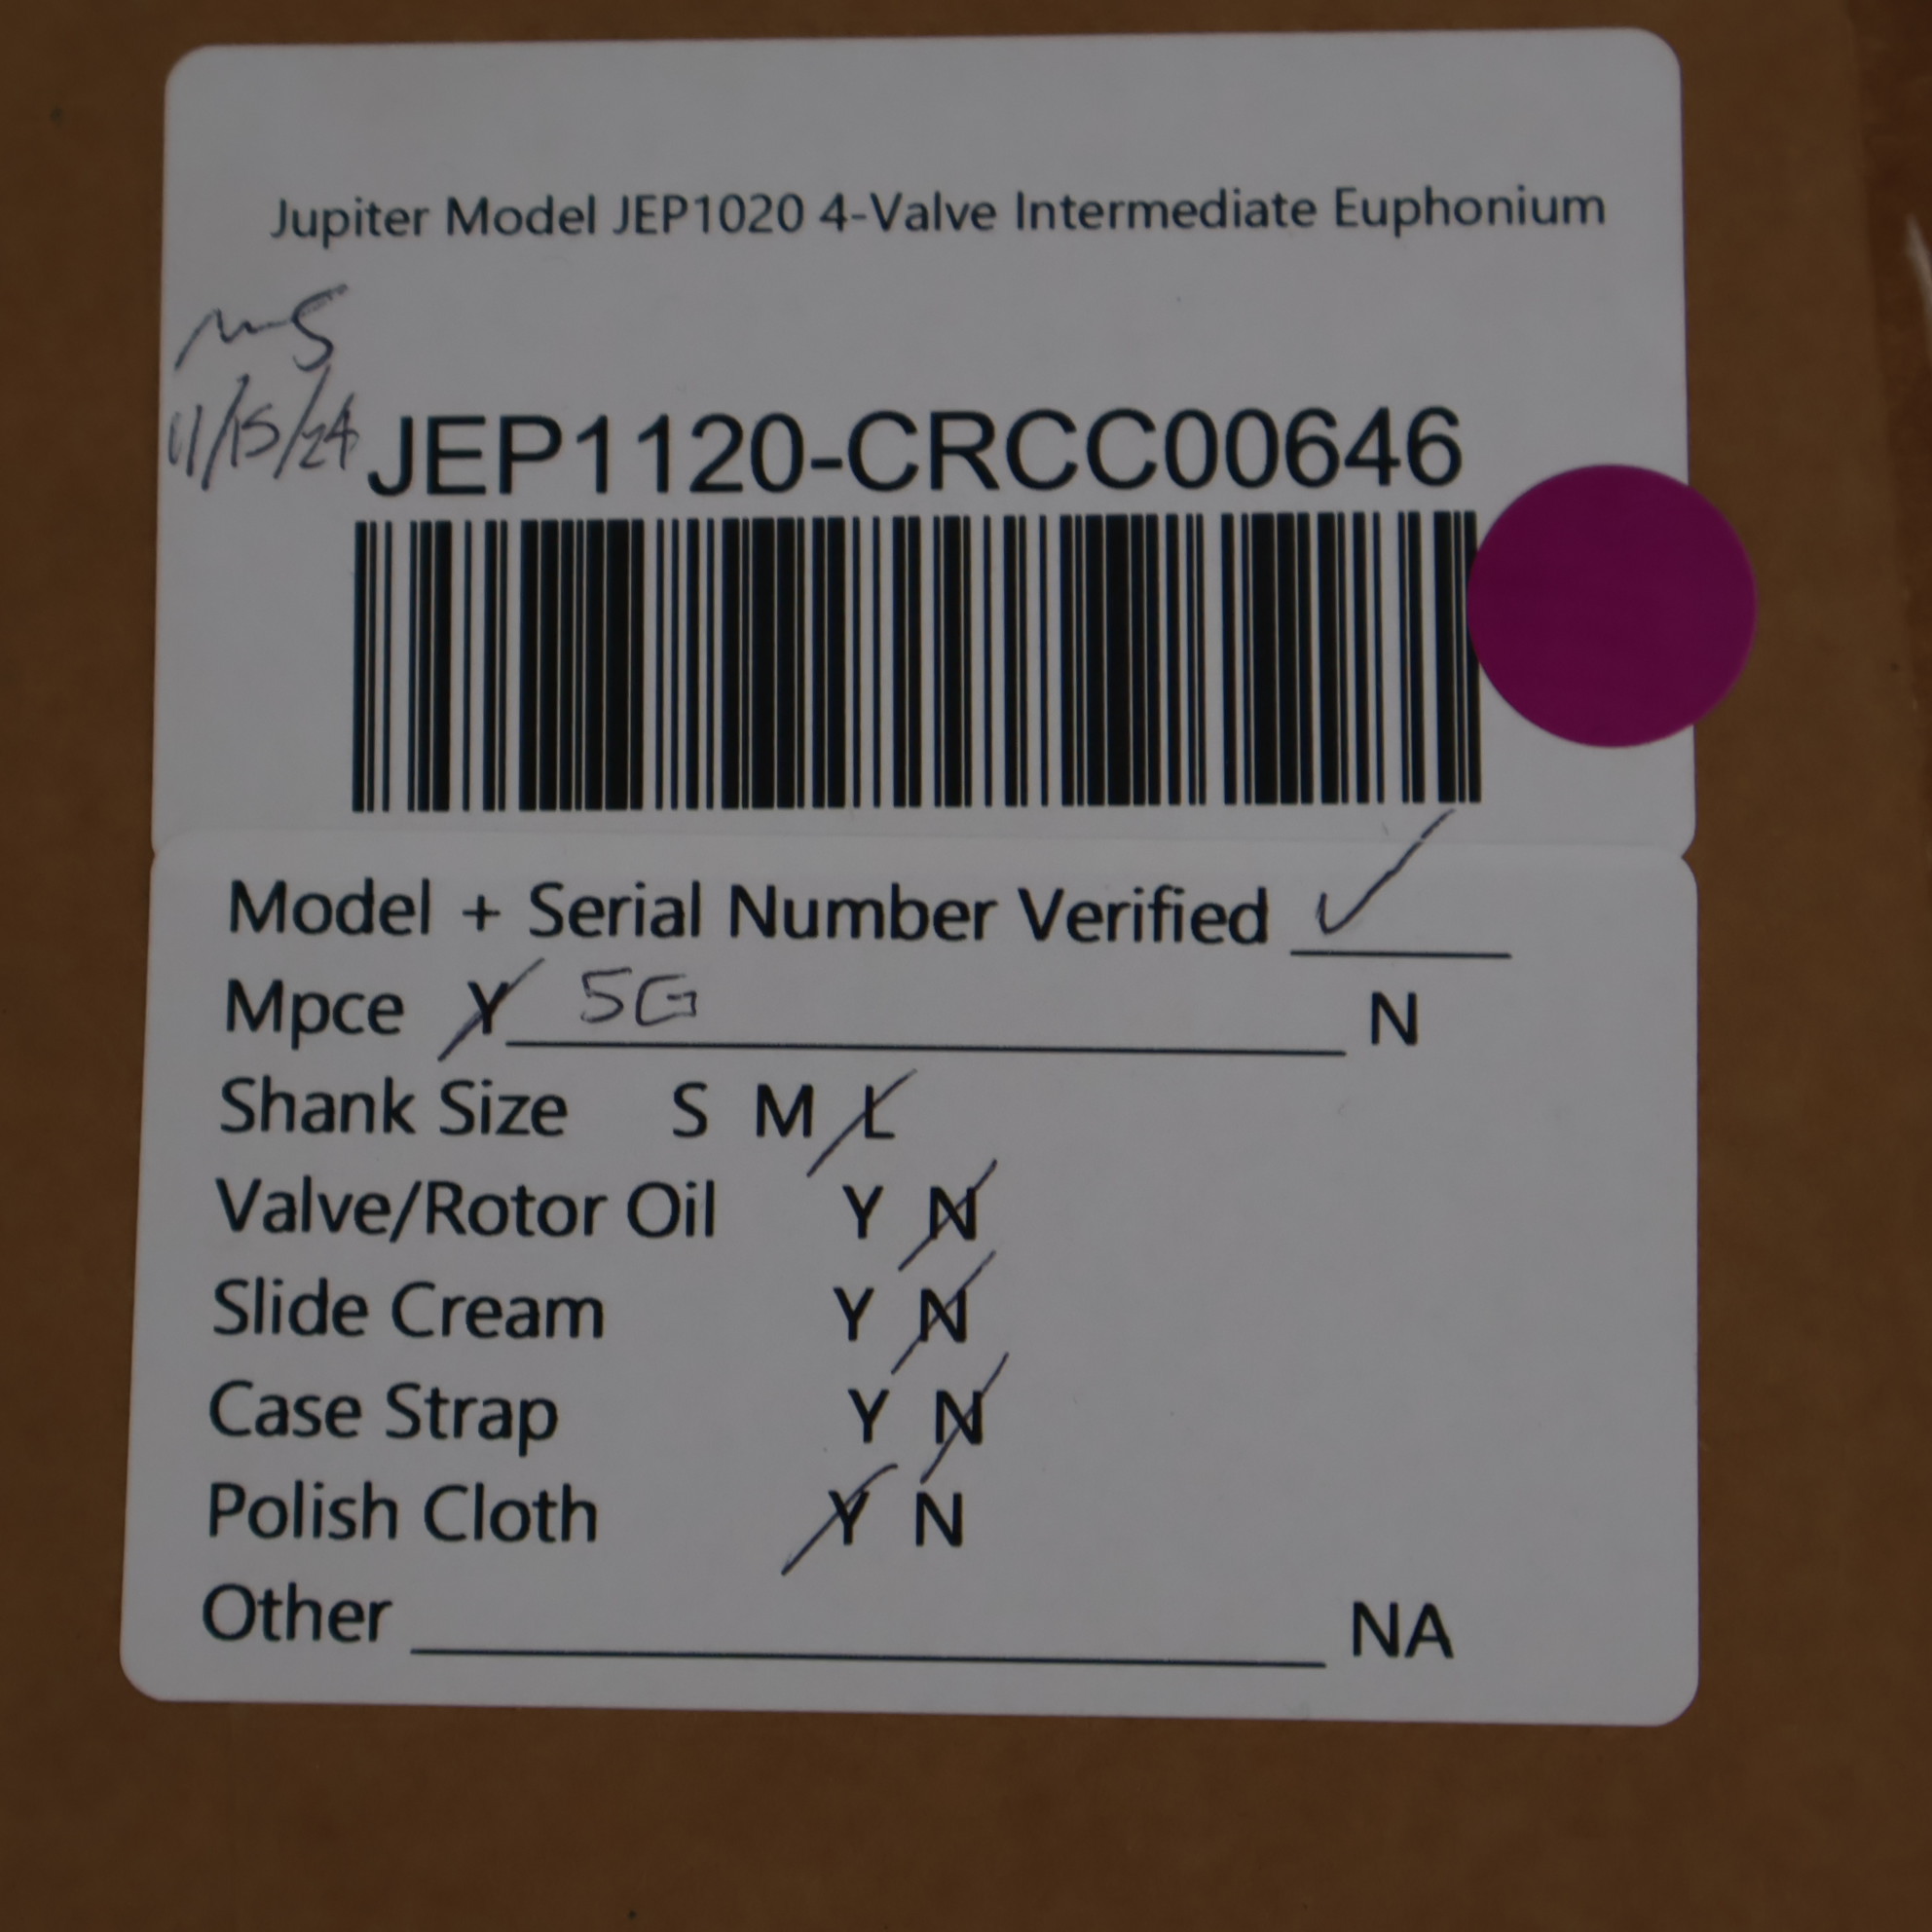 Jupiter Model JEP1020 4-Valve Intermediate Euphonium
MS
11/15/24
JEP1120-CRCC00646
Model + Serial Number Verified ✓
Mpce Y 5G N
Shank Size S M L
Valve/Rotor Oil Y N
Slide Cream Y N
Case Strap Y N
Polish Cloth Y N
Other NA